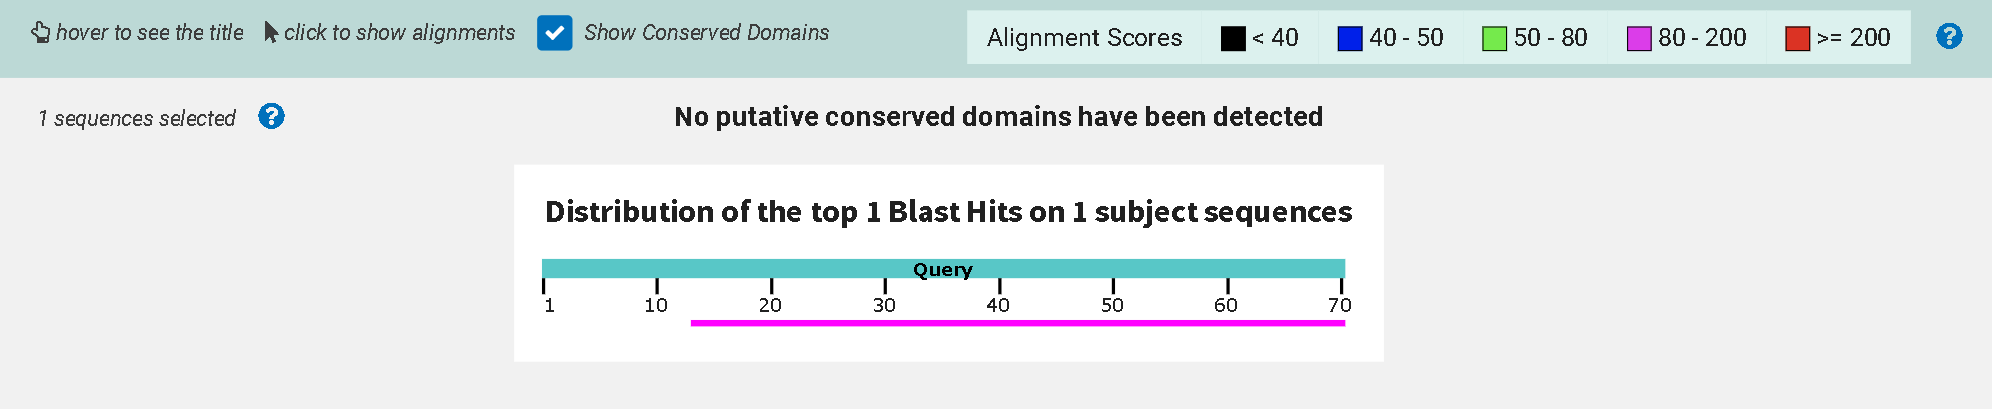 hover to see the title click to show alignments Show Conserved Domains Alignment Scores < 40 40 - 50 50 - 80 80 - 200 >= 200 ?
1 sequences selected ? No putative conserved domains have been detected
Distribution of the top 1 Blast Hits on 1 subject sequences
Query
1 10 20 30 40 50 60 70